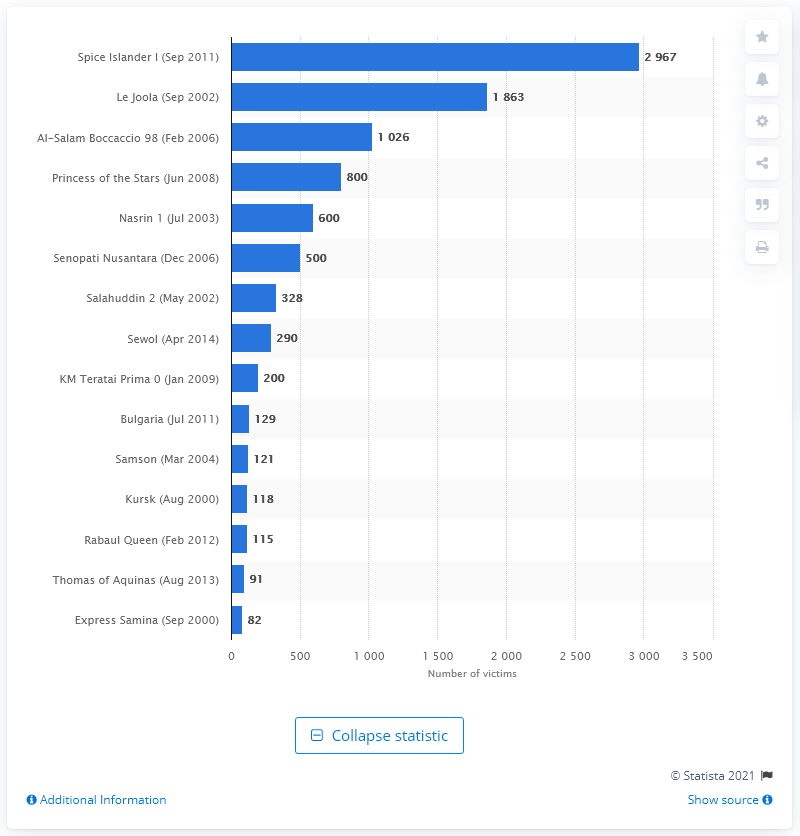 Spice Islander I (Sep 2011) 2 967
Le Joola (Sep 2002) 1 863
Al-Salam Boccaccio 98 (Feb 2006) 1 026
Princess of the Stars (Jun 2008) 800
Nasrin 1 (Jul 2003) 600
Senopati Nusantara (Dec 2006) 500
Salahuddin 2 (May 2002) 328
Sewol (Apr 2014) 290
KM Teratai Prima 0 (Jan 2009) 200
Bulgaria (Jul 2011) 129
Samson (Mar 2004) 121
Kursk (Aug 2000) 118
Rabaul Queen (Feb 2012) 115
Thomas of Aquinas (Aug 2013) 91
Express Samina (Sep 2000) 82
0 500 1 000 1 500 2 000 2 500 3 000 3 500
Number of victims
Collapse statistic
© Statista 2021
Additional Information Show source